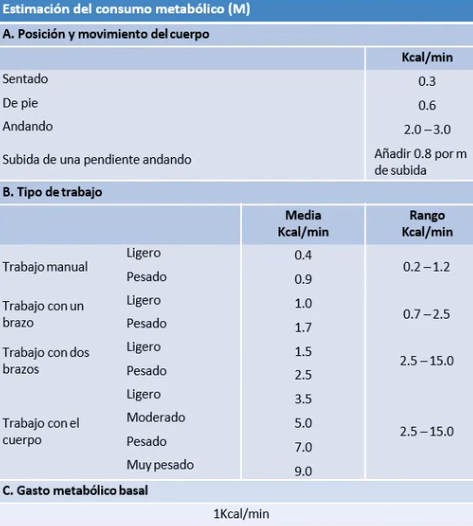 Estimación del consumo metabólico (M)
A. Posición y movimiento del cuerpo
Kcal/min
Sentado 0.3
De pie 0.6
Andando 2.0 – 3.0
Subida de una pendiente andando Añadir 0.8 por m
de subida
B. Tipo de trabajo
Media Rango
Kcal/min Kcal/min
Trabajo manual Ligero 0.4 0.2 – 1.2
Pesado 0.9
Trabajo con un
brazo Ligero 1.0 0.7 – 2.5
Pesado 1.7
Trabajo con dos
brazos Ligero 1.5 2.5 – 15.0
Pesado 2.5
Trabajo con el
cuerpo Ligero 3.5 2.5 – 15.0
Moderado 5.0
Pesado 7.0
Muy pesado 9.0
C. Gasto metabólico basal
1Kcal/min